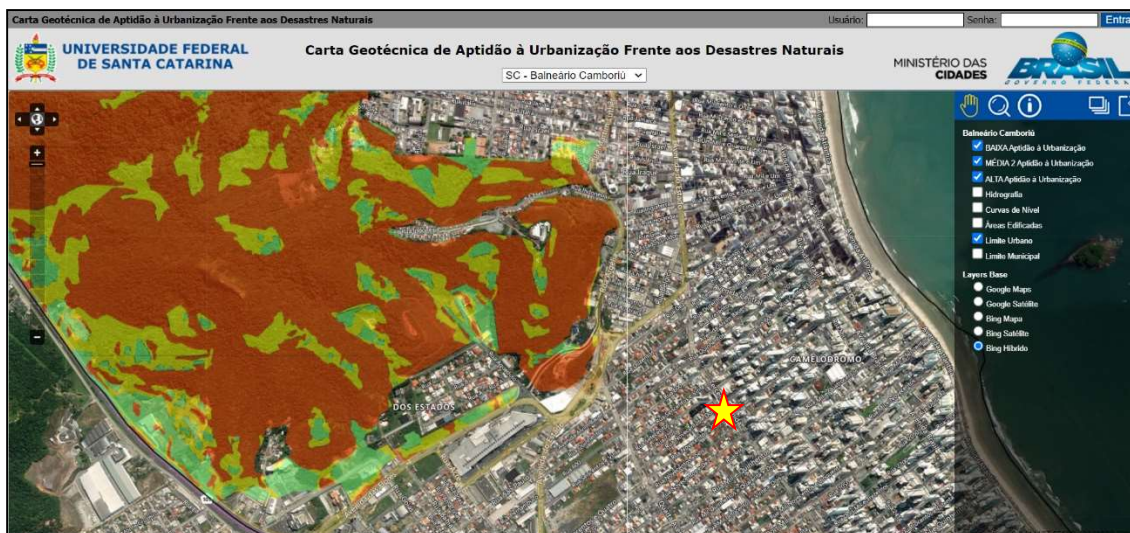 Carta Geotécnica de Aptidão à Urbanização Frente aos Desastres Naturais
Usuário:
Senha:
Entra
UNIVERSIDADE FEDERAL
DE SANTA CATARINA
Carta Geotécnica de Aptidão à Urbanização Frente aos Desastres Naturais
SC - Balneário Camboriú
MINISTÉRIO DAS
CIDADES
BRASIL
GOVERNO FEDERAL
Balneário Camboriú
BAIXA Aptidão à Urbanização
MÉDIA 2 Aptidão à Urbanização
ALTA Aptidão à Urbanização
Hidrografia
Curvas de Nível
Áreas Edificadas
Limite Urbano
Limite Municipal
Layers Base
Google Maps
Google Satélite
Bing Mapa
Bing Satélite
Bing Híbrido
CAMELODROMO
DOS ESTADOS